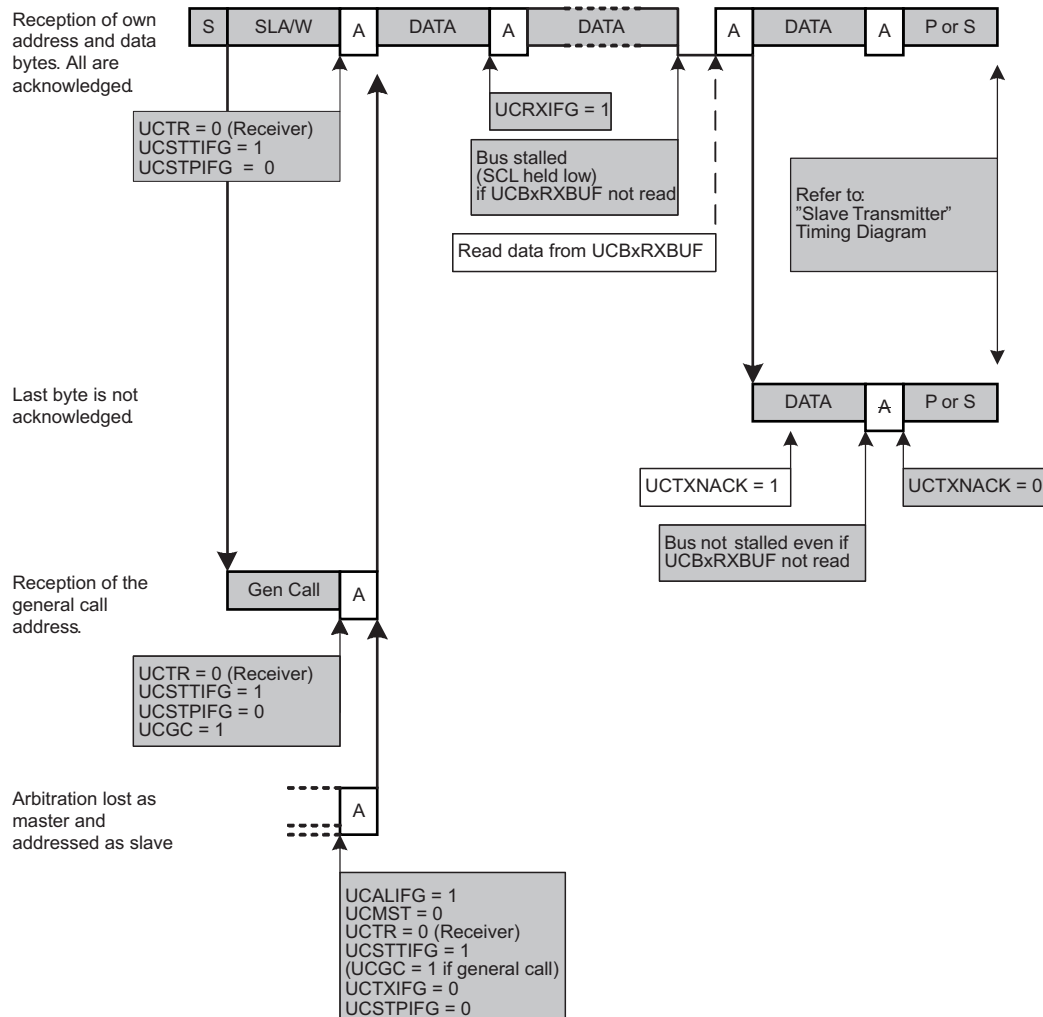 Reception of own
address and data
bytes. All are
acknowledged.
S SLA/W A DATA A DATA A DATA A P or S
UCTR = 0 (Receiver)
UCSTTIFG = 1
UCSTPIFG = 0
UCRXIFG = 1
Bus stalled
(SCL held low)
if UCBxRXBUF not read
Read data from UCBxRXBUF
Refer to:
”Slave Transmitter”
Timing Diagram
Last byte is not
acknowledged.
DATA A P or S
UCTXNACK = 1
UCTXNACK = 0
Bus not stalled even if
UCBxRXBUF not read
Reception of the
general call
address.
Gen Call A
UCTR = 0 (Receiver)
UCSTTIFG = 1
UCSTPIFG = 0
UCGC = 1
Arbitration lost as
master and
addressed as slave
A
UCALIFG = 1
UCMST = 0
UCTR = 0 (Receiver)
UCSTTIFG = 1
(UCGC = 1 if general call)
UCTXIFG = 0
UCSTPIFG = 0